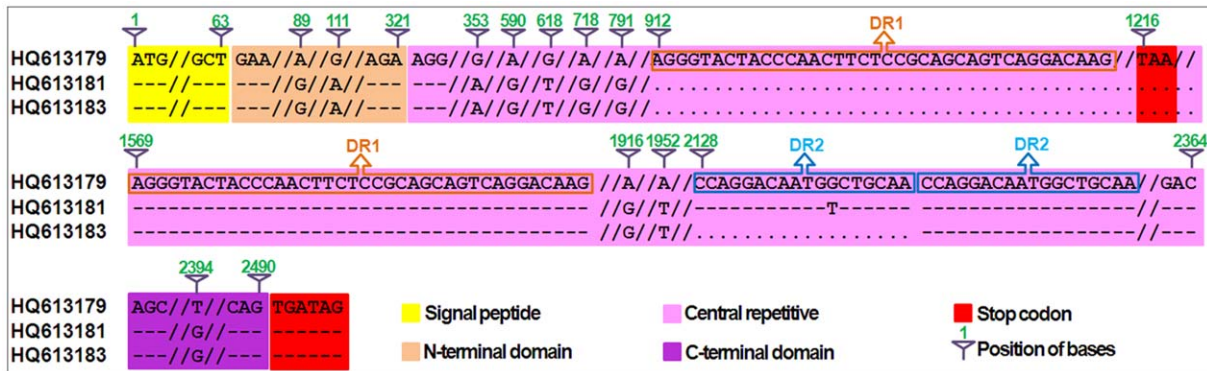 1 63 89 111 321 353 590 618 718 791 912 DR1 1216
HQ613179 ATG//GCT GAA//A//G//AGA AGG//G//A//G//A//A//AGGGTACTACCCAACTTCTCCGCAGCAGTCAGGACAAG//TAA//
HQ613181 ---//--- ---//G//A//--- ---//A//G//T//G//G//.............................................
HQ613183 ---//--- ---//G//A//--- ---//A//G//T//G//G//.............................................
1569 DR1 1916 1952 2128 DR2 DR2 2364
HQ613179 AGGGTACTACCCAACTTCTCCGCAGCAGTCAGGACAAG //A//A//CCAGGACAATGGCTGCAA CCAGGACAATGGCTGCAA //GAC
HQ613181 -------------------------------------- //G//T//-----------T------ ------------------//---
HQ613183 -------------------------------------- //G//T//.................. ------------------//---
2394 2490
HQ613179 AGC//T//CAG TGATAG
HQ613181 ---//G//--- ------
HQ613183 ---//G//--- ------
Signal peptide Central repetitive Stop codon
1
N-terminal domain C-terminal domain Position of bases